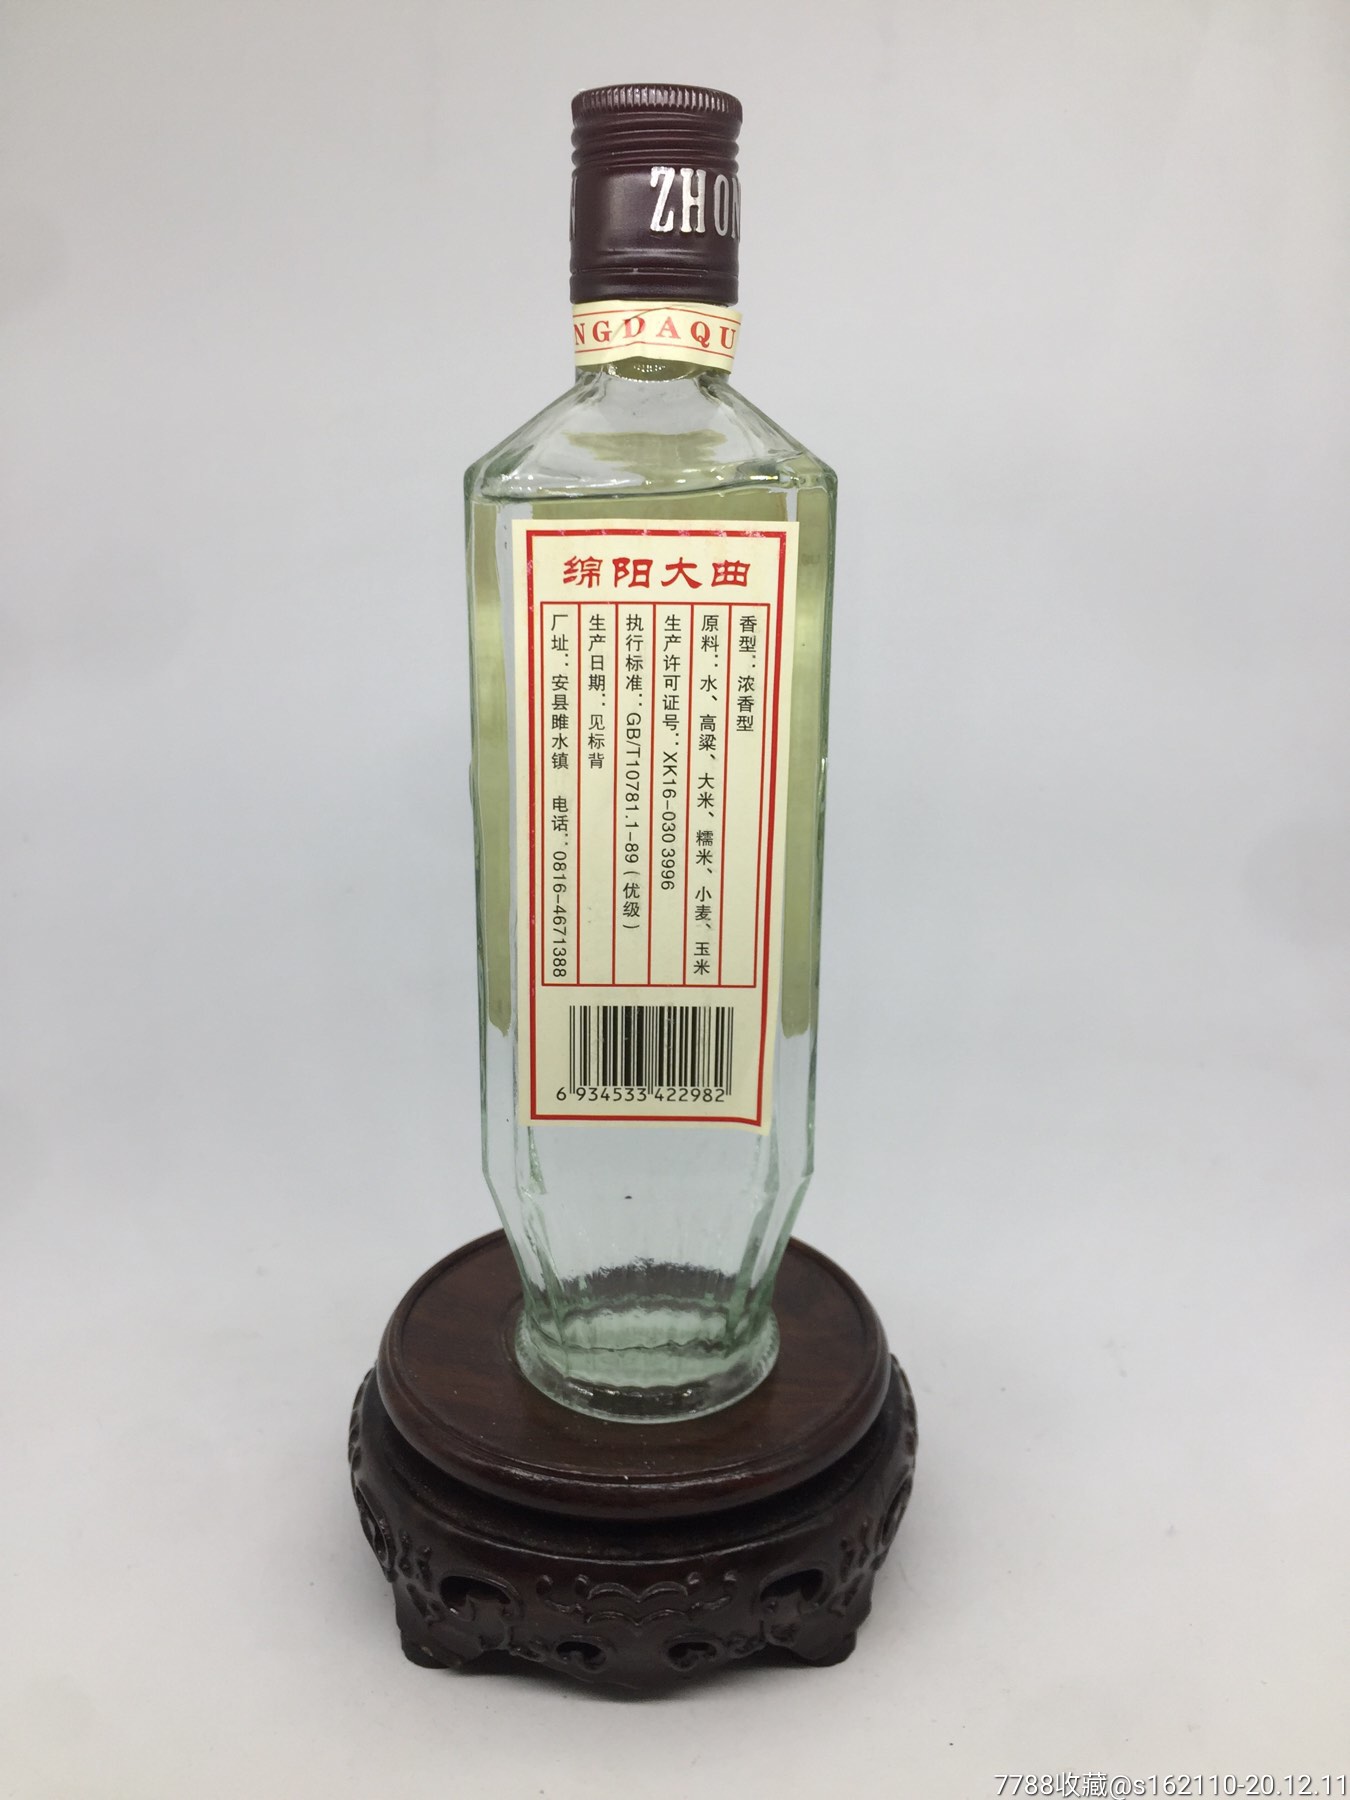 ZHON
NGDAQU
绵阳大曲
香型：浓香型
原料：水、高粱、大米、糯米、小麦、玉米
生产许可证号：XK16-030 3996
执行标准：GB/T10781.1-89(优级)
生产日期：见标背
厂址：安县雎水镇 电话：0816-4671388
6 934533 422982
7788收藏@s162110-20.12.11